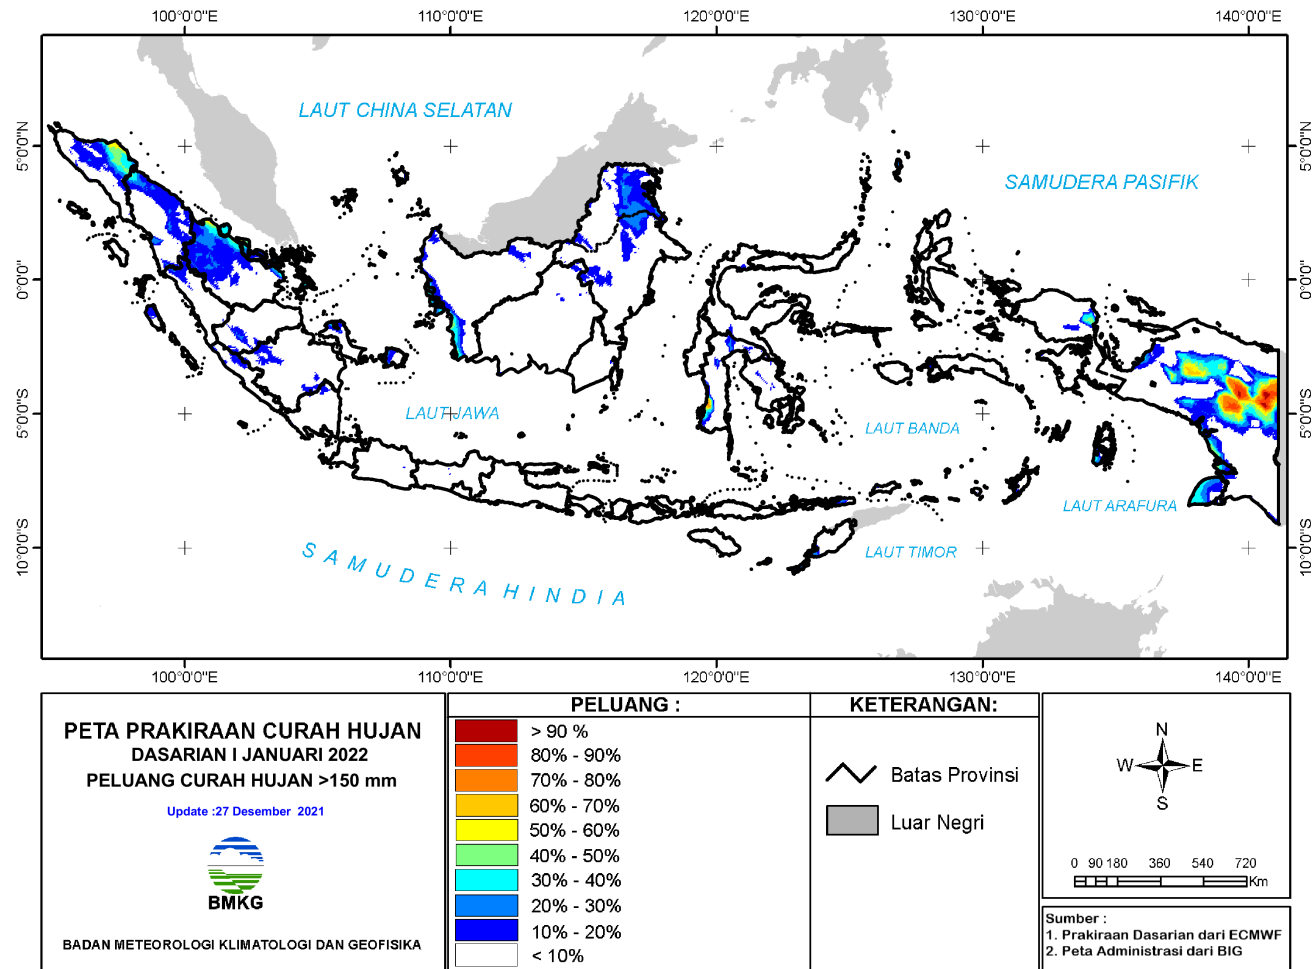 100°0'0"E 110°0'0"E 120°0'0"E 130°0'0"E 140°0'0"E
5°0'0"N 5°0'0"N
0°0'0" 0°0'0"
5°0'0"S 5°0'0"S
10°0'0"S 10°0'0"S
LAUT CHINA SELATAN
SAMUDERA PASIFIK
LAUT JAWA
LAUT BANDA
LAUT ARAFURA
LAUT TIMOR
SAMUDERA HINDIA
100°0'0"E 110°0'0"E 120°0'0"E 130°0'0"E 140°0'0"E
PETA PRAKIRAAN CURAH HUJAN
DASARIAN I JANUARI 2022
PELUANG CURAH HUJAN >150 mm
Update :27 Desember 2021
BMKG
BADAN METEOROLOGI KLIMATOLOGI DAN GEOFISIKA
PELUANG :
> 90 %
80% - 90%
70% - 80%
60% - 70%
50% - 60%
40% - 50%
30% - 40%
20% - 30%
10% - 20%
< 10%
KETERANGAN:
Batas Provinsi
Luar Negri
N
W E
S
0 90 180 360 540 720
Km
Sumber :
1. Prakiraan Dasarian dari ECMWF
2. Peta Administrasi dari BIG